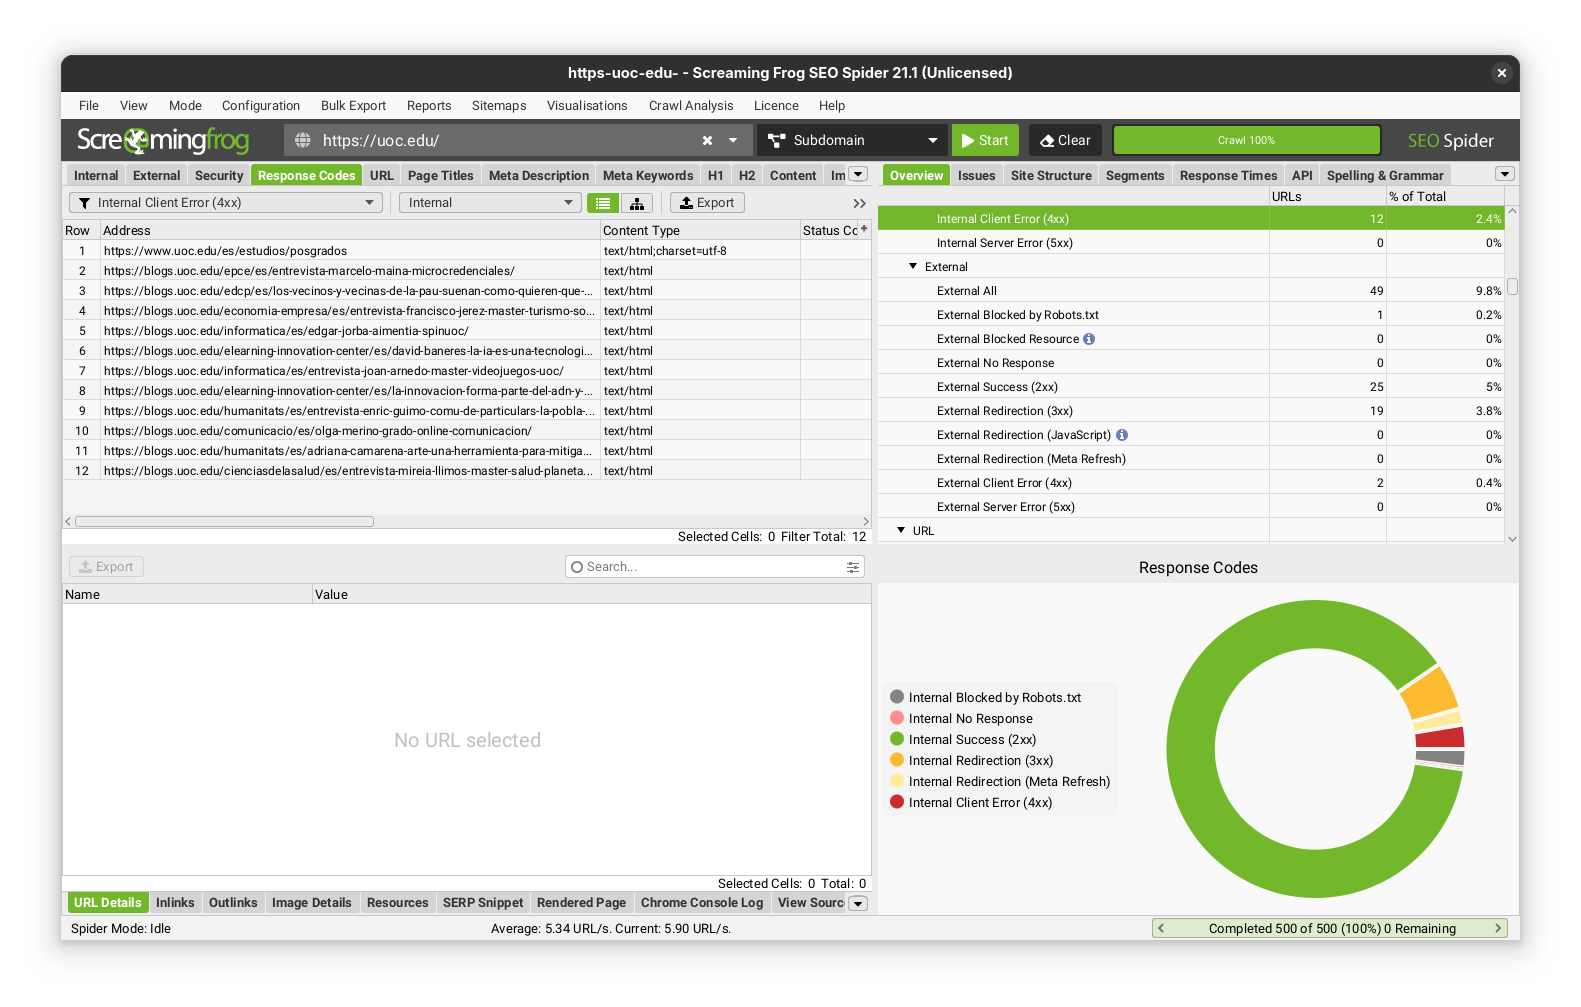 https-uoc-edu- - Screaming Frog SEO Spider 21.1 (Unlicensed)
File View Mode Configuration Bulk Export Reports Sitemaps Visualisations Crawl Analysis Licence Help
Screamingfrog https://uoc.edu/ Subdomain Start Clear Crawl 100% SEO Spider
Internal External Security Response Codes URL Page Titles Meta Description Meta Keywords H1 H2 Content Im
Internal Client Error (4xx) Internal Export
Row Address Content Type Status Co
1 https://www.uoc.edu/es/estudios/posgrados text/html;charset=utf-8
2 https://blogs.uoc.edu/epce/es/entrevista-marcelo-maina-microcredenciales/ text/html
3 https://blogs.uoc.edu/edcp/es/los-vecinos-y-vecinas-de-la-pau-suenan-como-quieren-que-... text/html
4 https://blogs.uoc.edu/economia-empresa/es/entrevista-francisco-jerez-master-turismo-so... text/html
5 https://blogs.uoc.edu/informatica/es/edgar-jorba-aimentia-spinuoc/ text/html
6 https://blogs.uoc.edu/elearning-innovation-center/es/david-baneres-la-ia-es-una-tecnologi... text/html
7 https://blogs.uoc.edu/informatica/es/entrevista-joan-arnedo-master-videojuegos-uoc/ text/html
8 https://blogs.uoc.edu/elearning-innovation-center/es/la-innovacion-forma-parte-del-adn-y-... text/html
9 https://blogs.uoc.edu/humanitats/es/entrevista-enric-guimo-comu-de-particulars-la-pobla-... text/html
10 https://blogs.uoc.edu/comunicacio/es/olga-merino-grado-online-comunicacion/ text/html
11 https://blogs.uoc.edu/humanitats/es/adriana-camarena-arte-una-herramienta-para-mitiga... text/html
12 https://blogs.uoc.edu/cienciasdelasalud/es/entrevista-mireia-llimos-master-salud-planeta... text/html
Selected Cells: 0 Filter Total: 12
Export Search...
Name Value
No URL selected
Selected Cells: 0 Total: 0
URL Details Inlinks Outlinks Image Details Resources SERP Snippet Rendered Page Chrome Console Log View Sourc
Overview Issues Site Structure Segments Response Times API Spelling & Grammar
URLs % of Total
Internal Client Error (4xx) 12 2.4%
Internal Server Error (5xx) 0 0%
External
External All 49 9.8%
External Blocked by Robots.txt 1 0.2%
External Blocked Resource 0 0%
External No Response 0 0%
External Success (2xx) 25 5%
External Redirection (3xx) 19 3.8%
External Redirection (JavaScript) 0 0%
External Redirection (Meta Refresh) 0 0%
External Client Error (4xx) 2 0.4%
External Server Error (5xx) 0 0%
URL
Response Codes
Internal Blocked by Robots.txt
Internal No Response
Internal Success (2xx)
Internal Redirection (3xx)
Internal Redirection (Meta Refresh)
Internal Client Error (4xx)
Spider Mode: Idle Average: 5.34 URL/s. Current: 5.90 URL/s. Completed 500 of 500 (100%) 0 Remaining